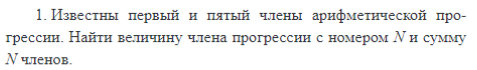 1. Известны первый и пятый члены арифметической про-
грессии. Найти величину члена прогрессии с номером N и сумму
N членов.